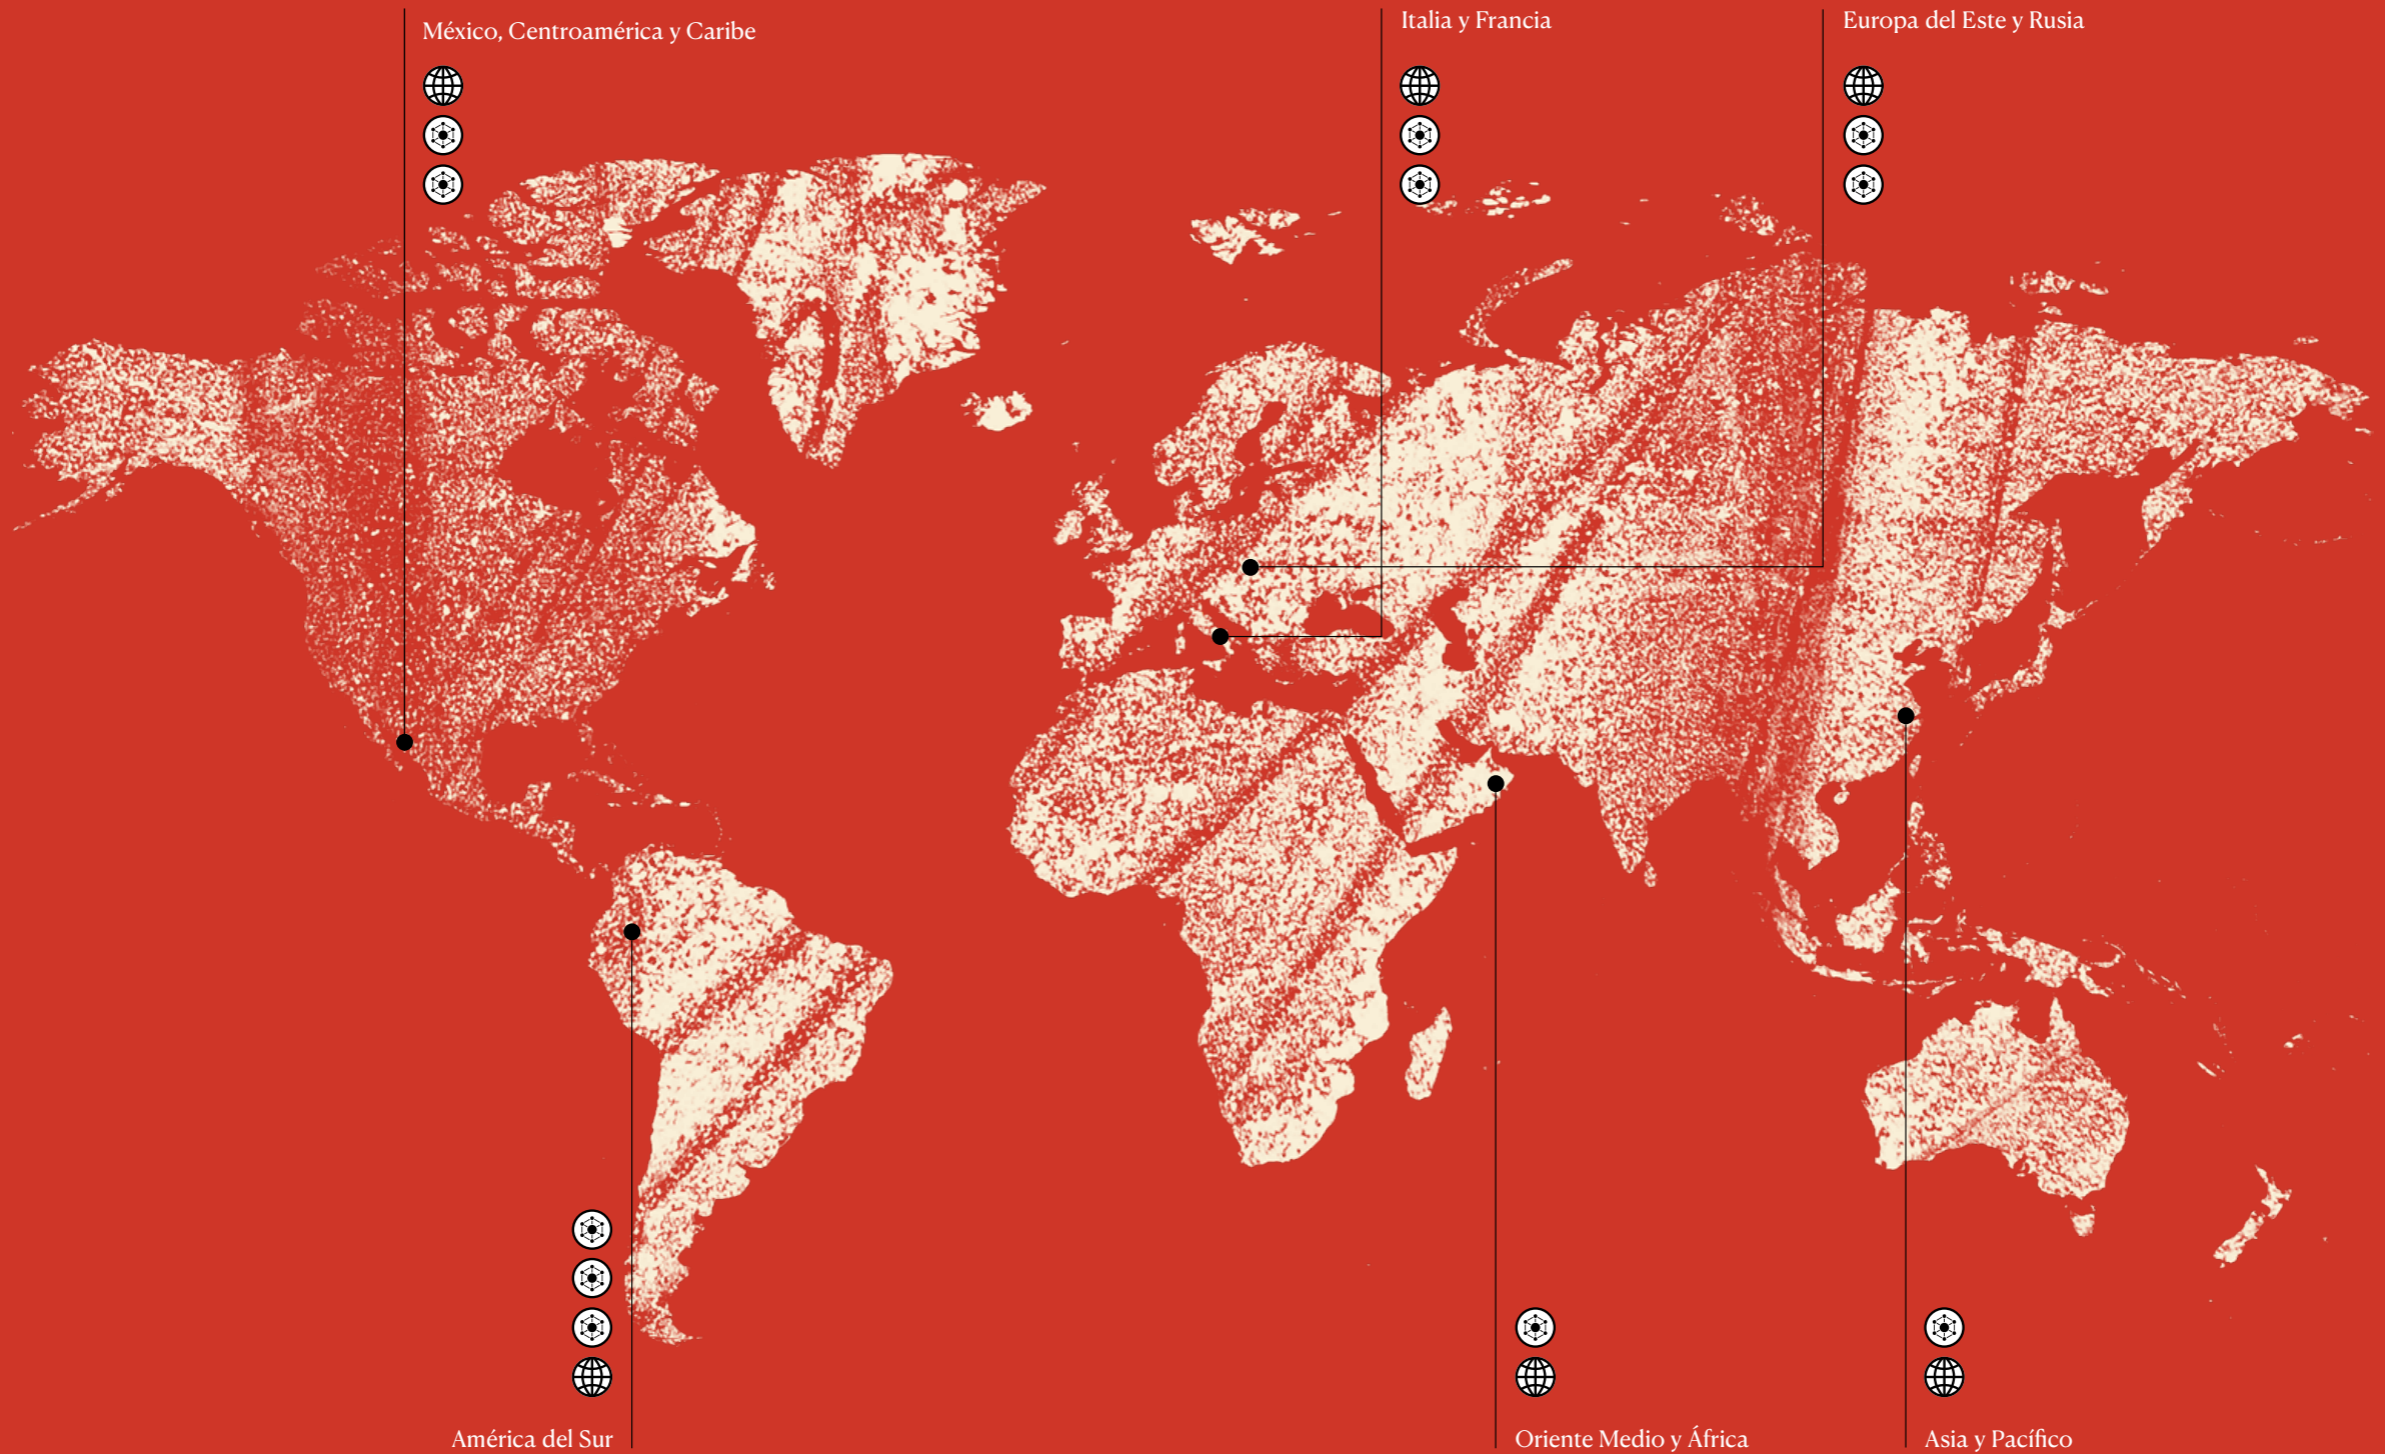 México, Centroamérica y Caribe
Italia y Francia
Europa del Este y Rusia
América del Sur
Oriente Medio y África
Asia y Pacífico